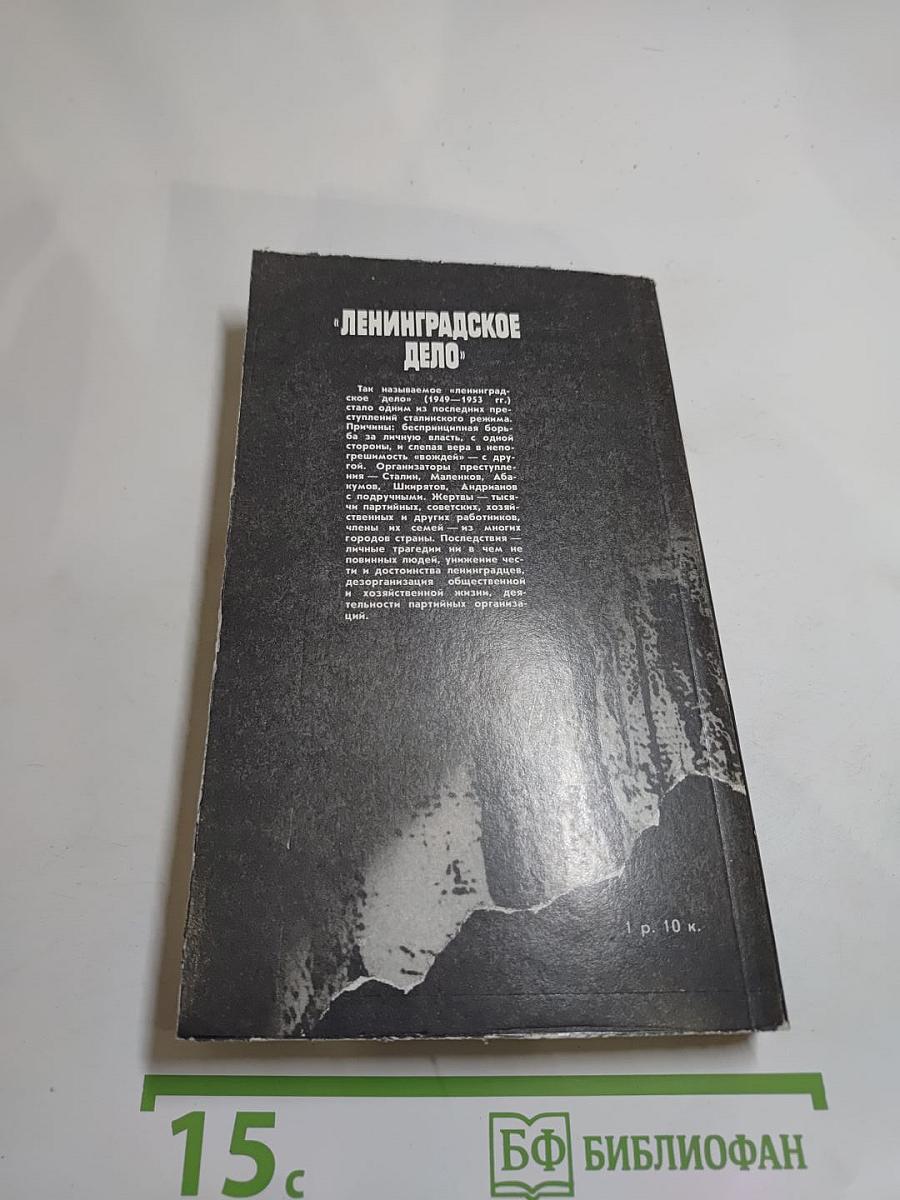 «ЛЕНИНГРАДСКОЕ
ДЕЛО»
Так называемое «ленинград-
ское дело» (1949—1953 гг.)
стало одним из последних пре-
ступлений сталинского режима.
Причины: беспринципная борь-
ба за личную власть, с одной
стороны, и слепая вера в непо-
грешимость «вождей» — с дру-
гой. Организаторы преступле-
ния — Сталин, Маленков, Аба-
кумов, Шкирятов, Андрианов
с подручными. Жертвы — тыся-
чи партийных, советских, хозяй-
ственных и других работников,
члены их семей — из многих
городов страны. Последствия —
личные трагедии ни в чем не
повинных людей, унижение чес-
ти и достоинства ленинградцев,
дезорганизация общественной
и хозяйственной жизни, дея-
тельности партийных организа-
ций.
1 р. 10 к.
15 с
БФ БИБЛИОФАН